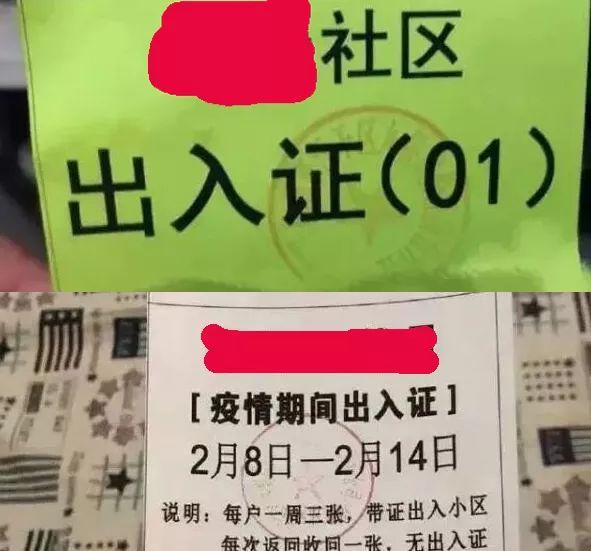 社区
出入证(01)
[疫情期间出入证]
2月8日—2月14日
说明：每户一周三张，带证出入小区
每次返回收回一张，无出入证